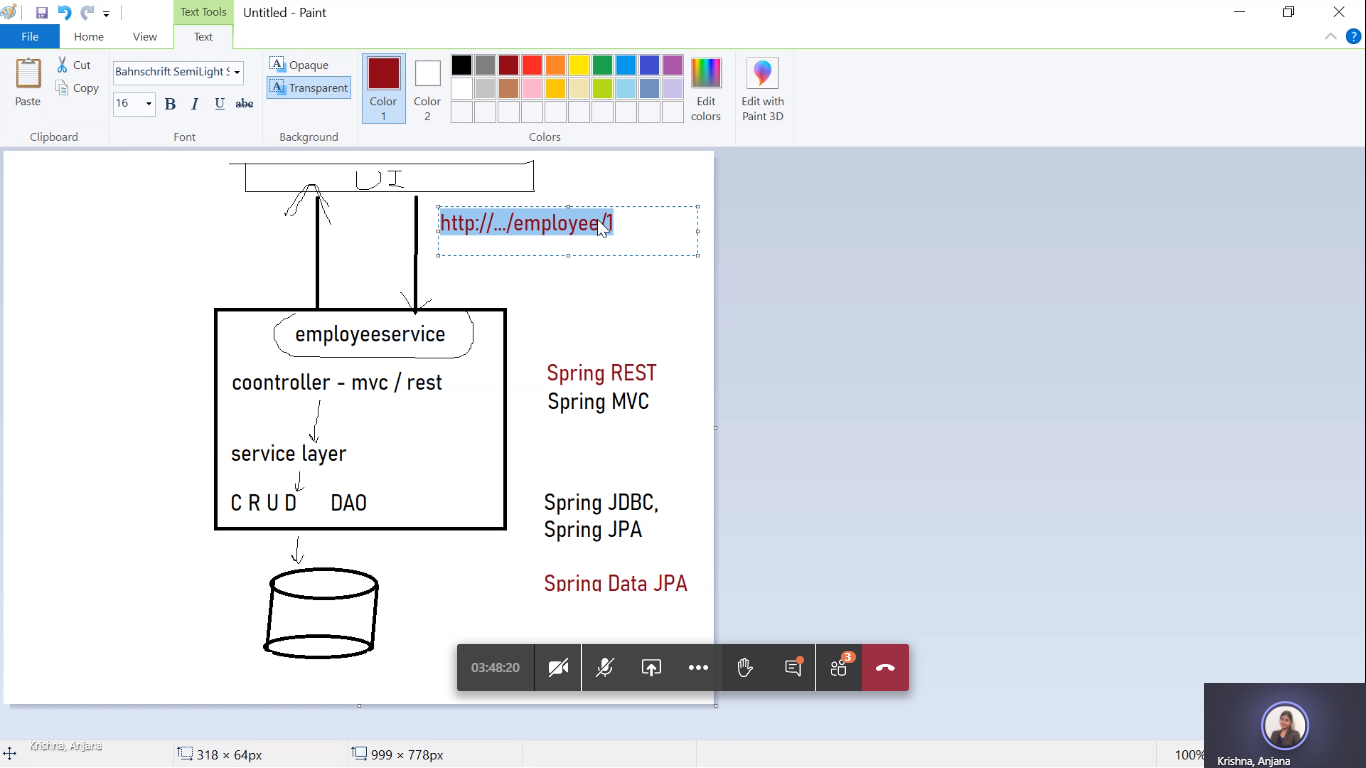 Text Tools
Untitled - Paint
File
Home
View
Text
Paste
Cut
Copy
Clipboard
Bahnschrift SemiLight S
16
B I U abc
Font
Opaque
Transparent
Background
Color 1
Color 2
Edit colors
Colors
Edit with Paint 3D
UI
http://.../employee/1
employeeservice
coontroller - mvc / rest
service layer
C R U D DAO
Spring REST
Spring MVC
Spring JDBC,
Spring JPA
Spring Data JPA
03:48:20
3
Krishna, Anjana
318 × 64px
999 × 778px
100%
Krishna, Anjana